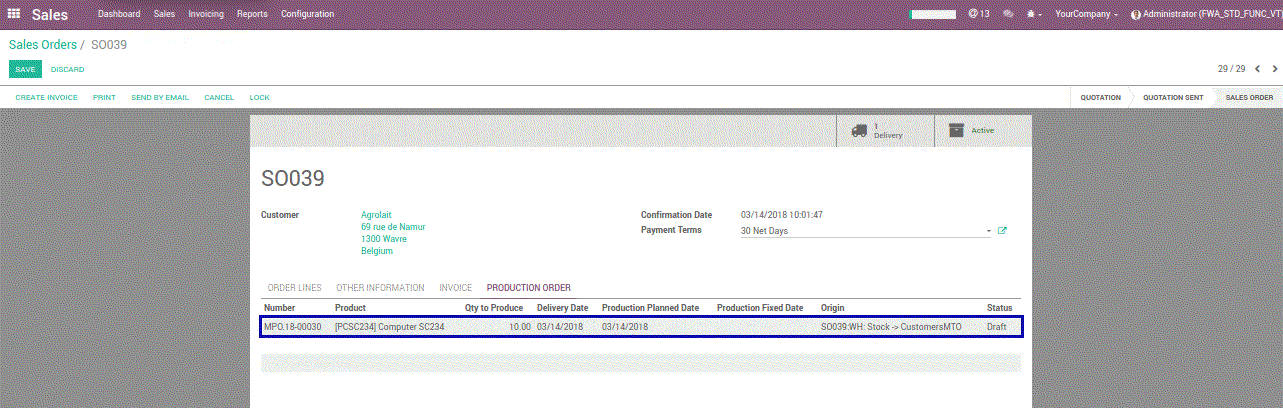 Sales Dashboard Sales Invoicing Reports Configuration @ 13 YourCompany Administrator (FWA_STD_FUNC_VT)
Sales Orders / SO039
SAVE DISCARD 29 / 29
CREATE INVOICE PRINT SEND BY EMAIL CANCEL LOCK QUOTATION QUOTATION SENT SALES ORDER
1 Delivery Active
SO039
Customer Agrolait Confirmation Date 03/14/2018 10:01:47
69 rue de Namur Payment Terms 30 Net Days
1300 Wavre
Belgium
ORDER LINES OTHER INFORMATION INVOICE PRODUCTION ORDER
Number Product Qty to Produce Delivery Date Production Planned Date Production Fixed Date Origin Status
MPO.18-00030 [PCSC234] Computer SC234 10.00 03/14/2018 03/14/2018 SO039:WH: Stock -> CustomersMTO Draft